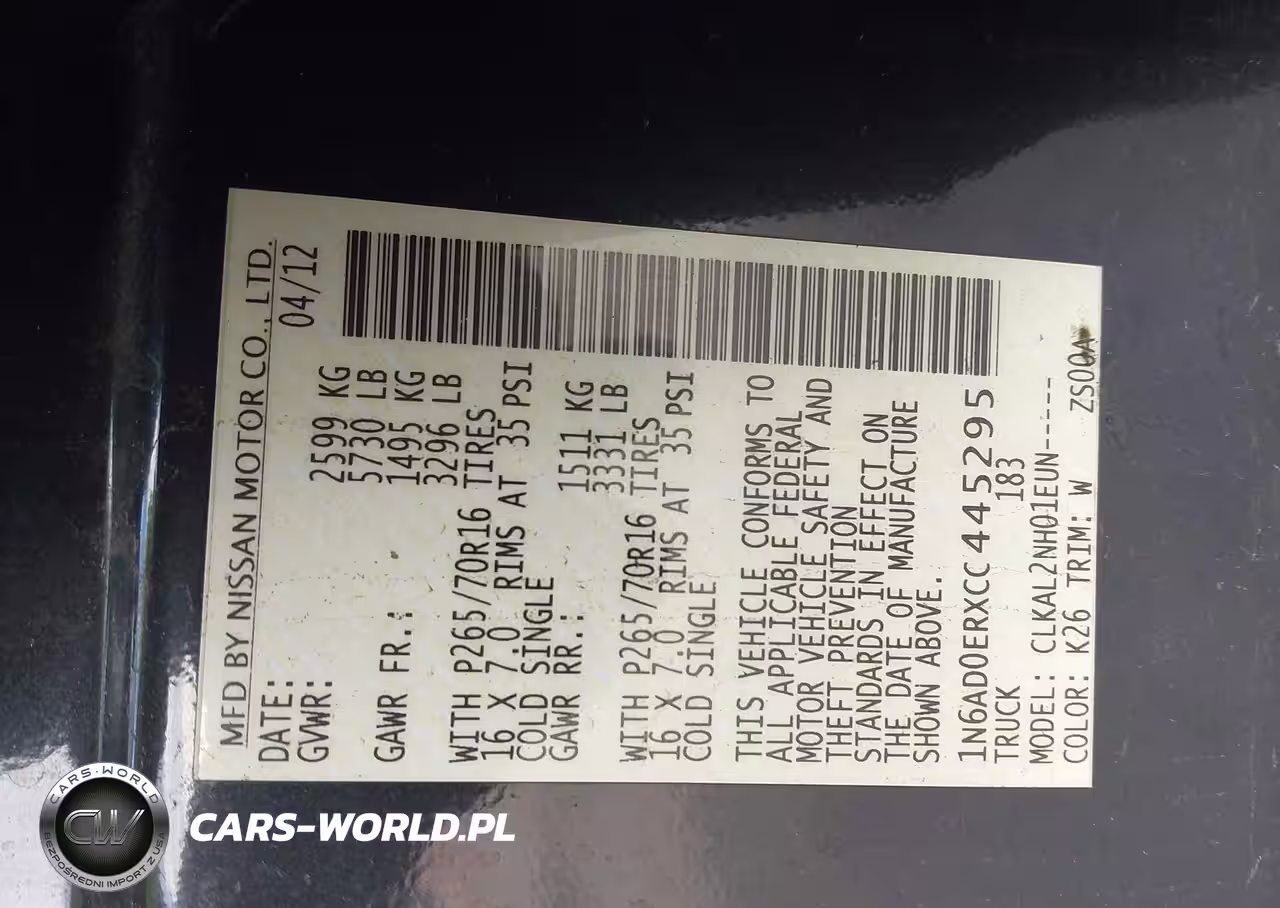 MFD BY NISSAN MOTOR CO., LTD.
DATE: 04/12
GVWR: 2599 KG
5730 LB
GAWR FR.: 1495 KG
3296 LB
WITH P265/70R16 TIRES
16 X 7.0 RIMS AT 35 PSI
COLD SINGLE
GAWR RR.: 1511 KG
3331 LB
WITH P265/70R16 TIRES
16 X 7.0 RIMS AT 35 PSI
COLD SINGLE
THIS VEHICLE CONFORMS TO
ALL APPLICABLE FEDERAL
MOTOR VEHICLE SAFETY AND
THEFT PREVENTION
STANDARDS IN EFFECT ON
THE DATE OF MANUFACTURE
SHOWN ABOVE.
1N6AD0ERXCC445295
TRUCK 183
MODEL: CLKAL2NH01EUN-----
COLOR: K26 TRIM: W ZS00A
CARS-WORLD
CW
BEZPOŚREDNI IMPORT Z USA
CARS-WORLD.PL